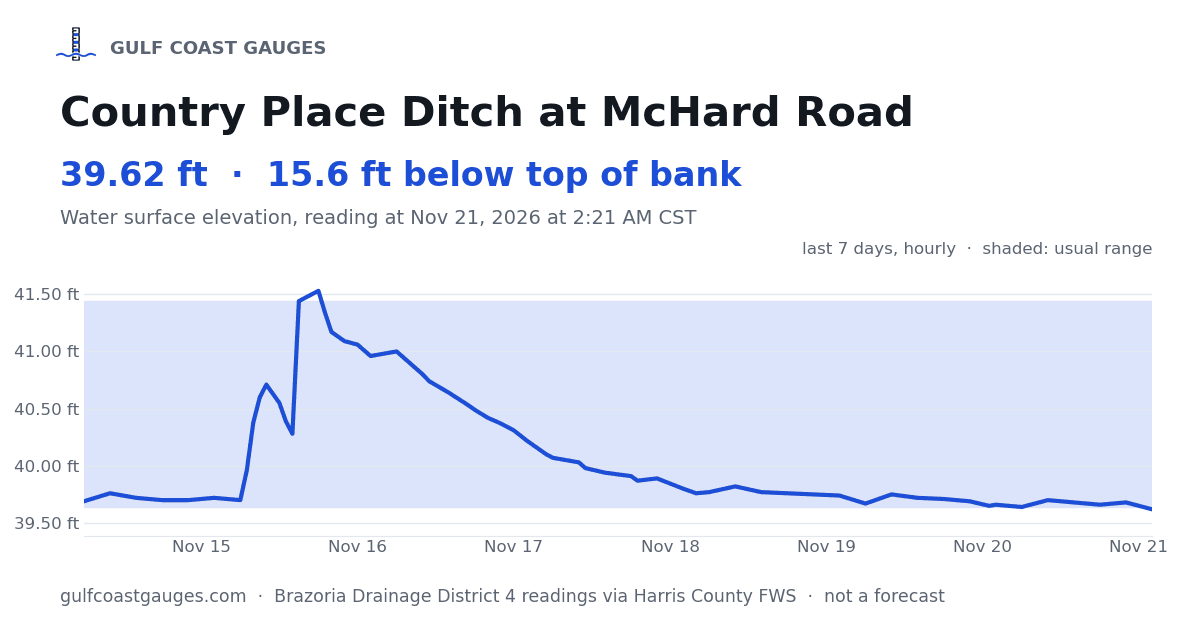 GULF COAST GAUGES
Country Place Ditch at McHard Road
39.62 ft · 15.6 ft below top of bank
Water surface elevation, reading at Nov 21, 2026 at 2:21 AM CST
last 7 days, hourly · shaded: usual range
41.50 ft
41.00 ft
40.50 ft
40.00 ft
39.50 ft
Nov 15 Nov 16 Nov 17 Nov 18 Nov 19 Nov 20 Nov 21
gulfcoastgauges.com · Brazoria Drainage District 4 readings via Harris County FWS · not a forecast